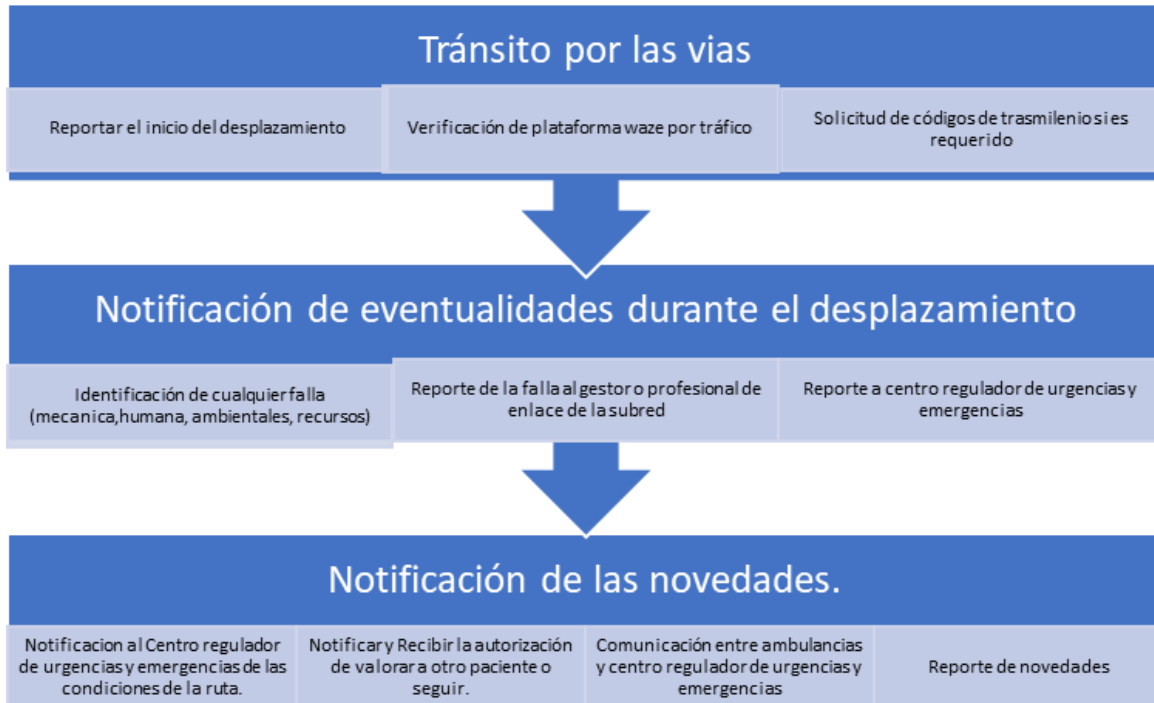 Tránsito por las vias
Reportar el inicio del desplazamiento
Verificación de plataforma waze por tráfico
Solicitud de códigos de trasmilenio si es
requerido
Notificación de eventualidades durante el desplazamiento
Identificación de cualquier falla
(mecanica,humana, ambientales, recursos)
Reporte de la falla al gestor o profesional de
enlace de la subred
Reporte a centro regulador de urgencias y
emergencias
Notificación de las novedades.
Notificacion al Centro regulador
de urgencias y emergencias de las
condiciones de la ruta.
Notificar y Recibir la autorización
de valorar a otro paciente o
seguir.
Comunicación entre ambulancias
y centro regulador de urgencias y
emergencias
Reporte de novedades